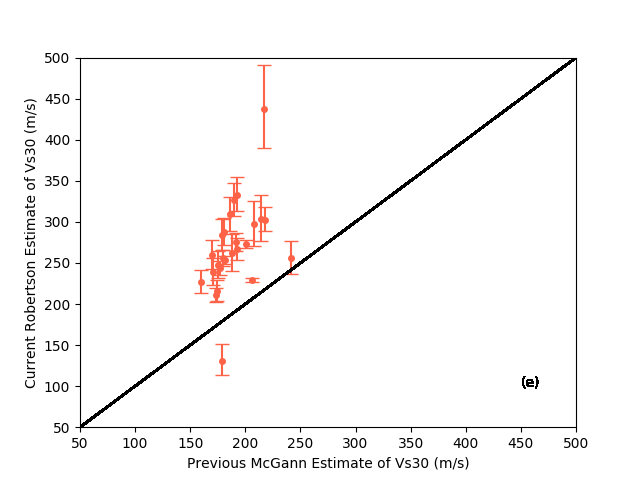 500
450
400
350
300
250
200
150
100
50
Current Robertson Estimate of Vs30 (m/s)
(e)
50 100 150 200 250 300 350 400 450 500
Previous McGann Estimate of Vs30 (m/s)